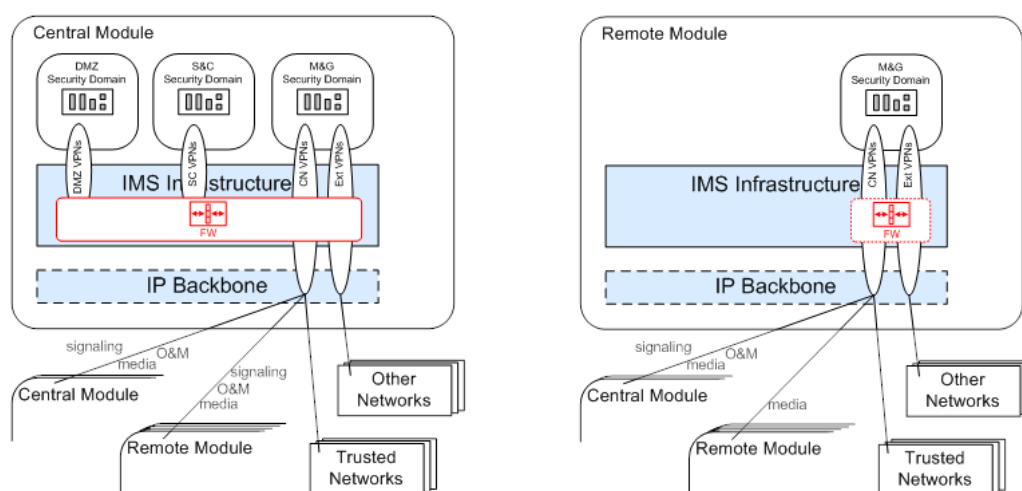 Central Module
DMZ
Security Domain
S&C
Security Domain
M&G
Security Domain
DMZ VPNs
SC VPNs
CN VPNs
Ext VPNs
IMS In astructure
FW
IP Backbone
signaling
media
O&M
signaling
O&M
media
Central Module
Remote Module
Other
Networks
Trusted
Networks
Remote Module
M&G
Security Domain
CN VPNs
Ext VPNs
IMS Infrastructure
FW
IP Backbone
signaling
media
O&M
media
Central Module
Remote Module
Other
Networks
Trusted
Networks